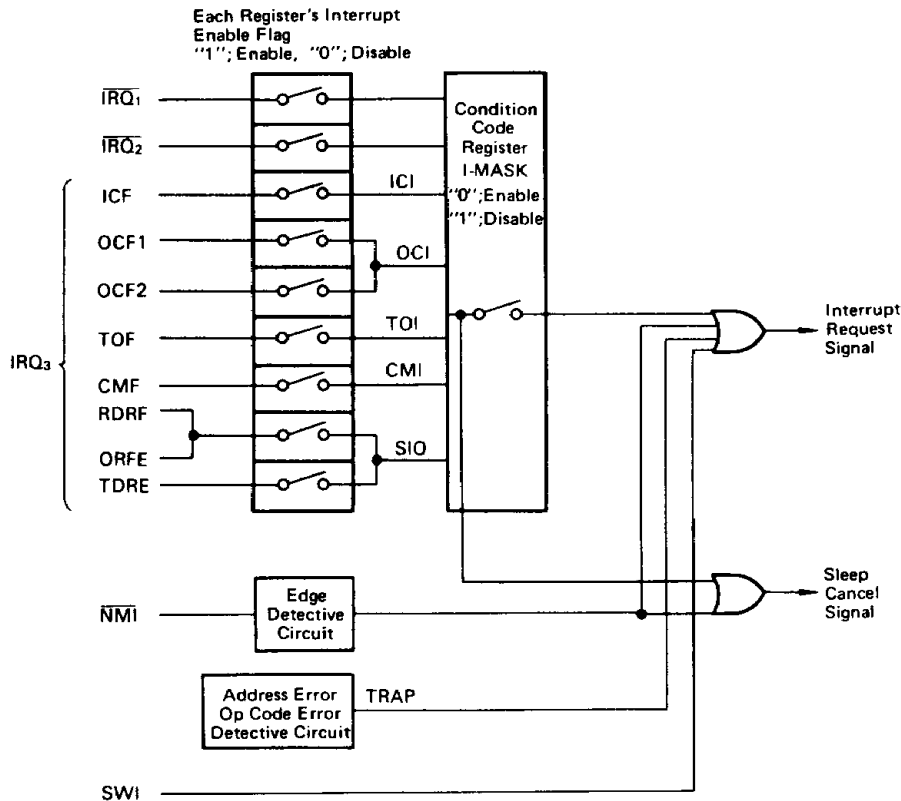 Each Register's Interrupt
Enable Flag
"1"; Enable, "0"; Disable
IRQ1
IRQ2
ICF
OCF1
OCF2
TOF
CMF
RDRF
ORFE
TDRE
IRQ3
ICI
OCI
TOI
CMI
SIO
Condition
Code
Register
I-MASK
"0";Enable
"1";Disable
Interrupt
Request
Signal
Sleep
Cancel
Signal
NMI
Edge
Detective
Circuit
Address Error
Op Code Error
Detective Circuit
TRAP
SWI